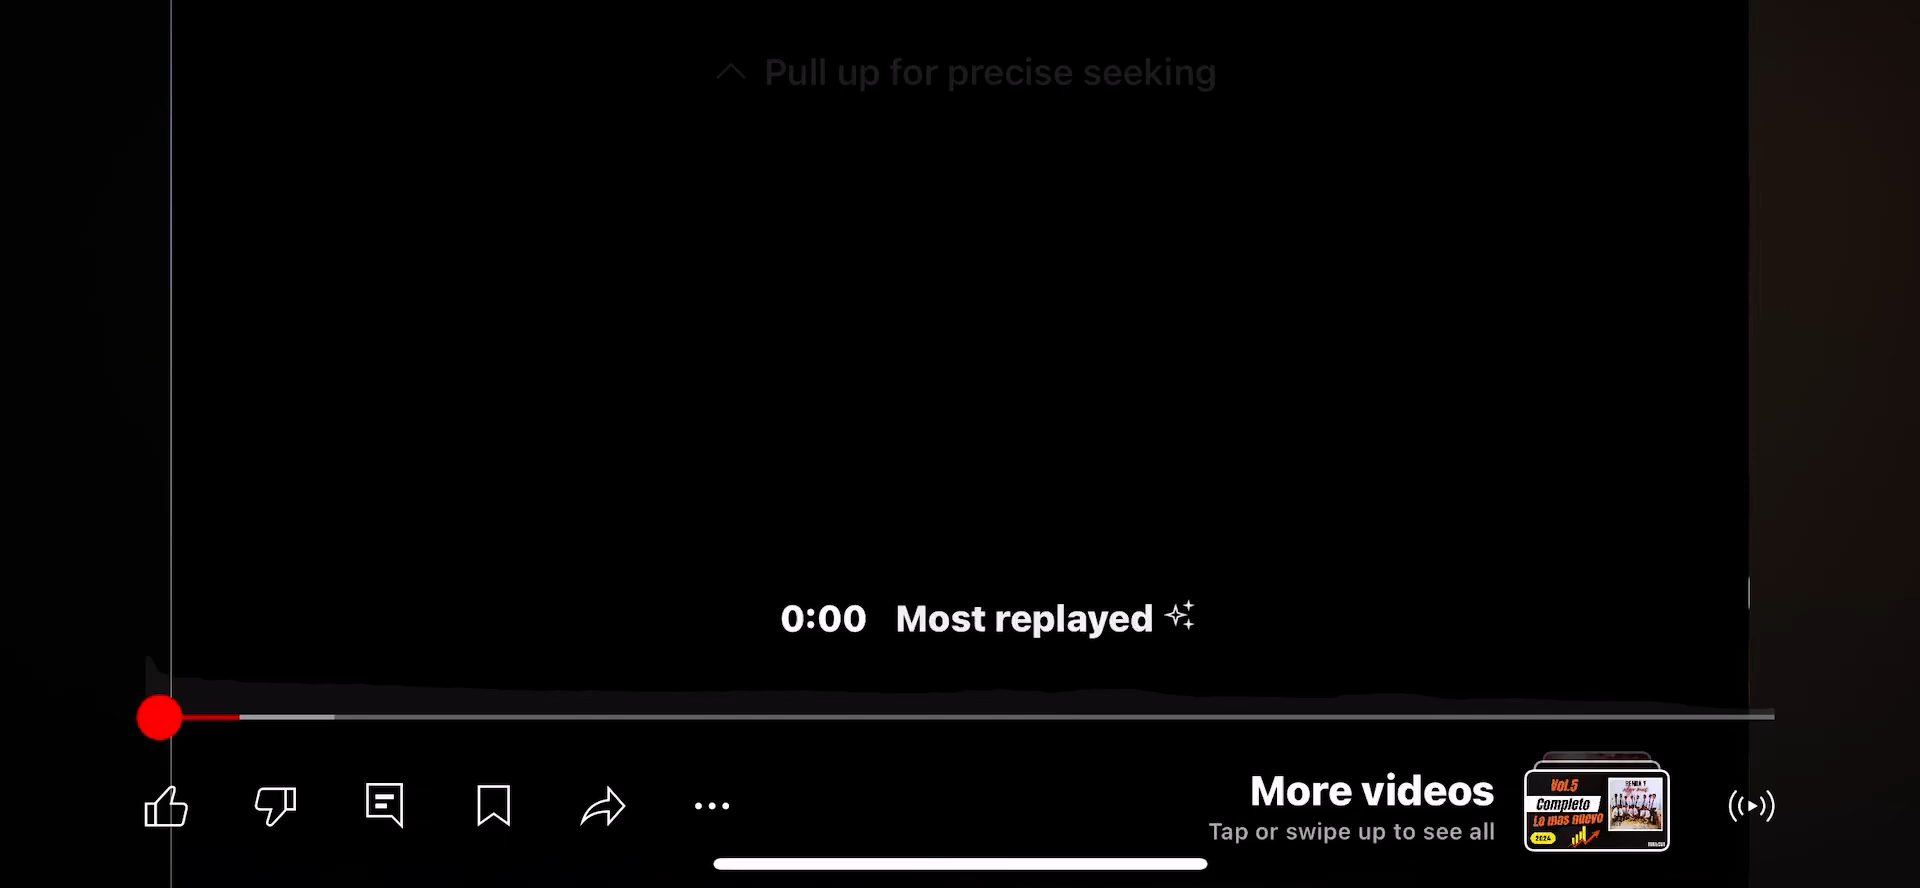 Pull up for precise seeking
0:00 Most replayed
More videos
Tap or swipe up to see all
Vol.5
Completo
Lo mas nuevo
2024